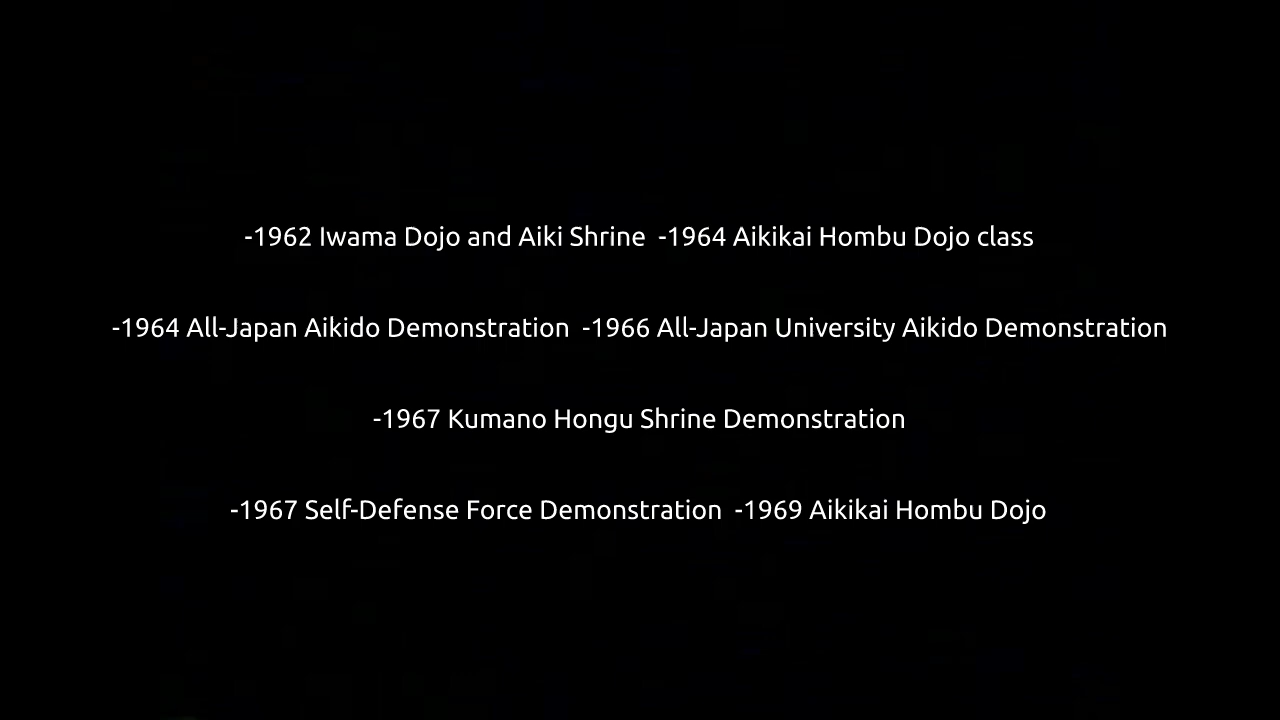 -1962 Iwama Dojo and Aiki Shrine  -1964 Aikikai Hombu Dojo class
-1964 All-Japan Aikido Demonstration  -1966 All-Japan University Aikido Demonstration
-1967 Kumano Hongu Shrine Demonstration
-1967 Self-Defense Force Demonstration  -1969 Aikikai Hombu Dojo